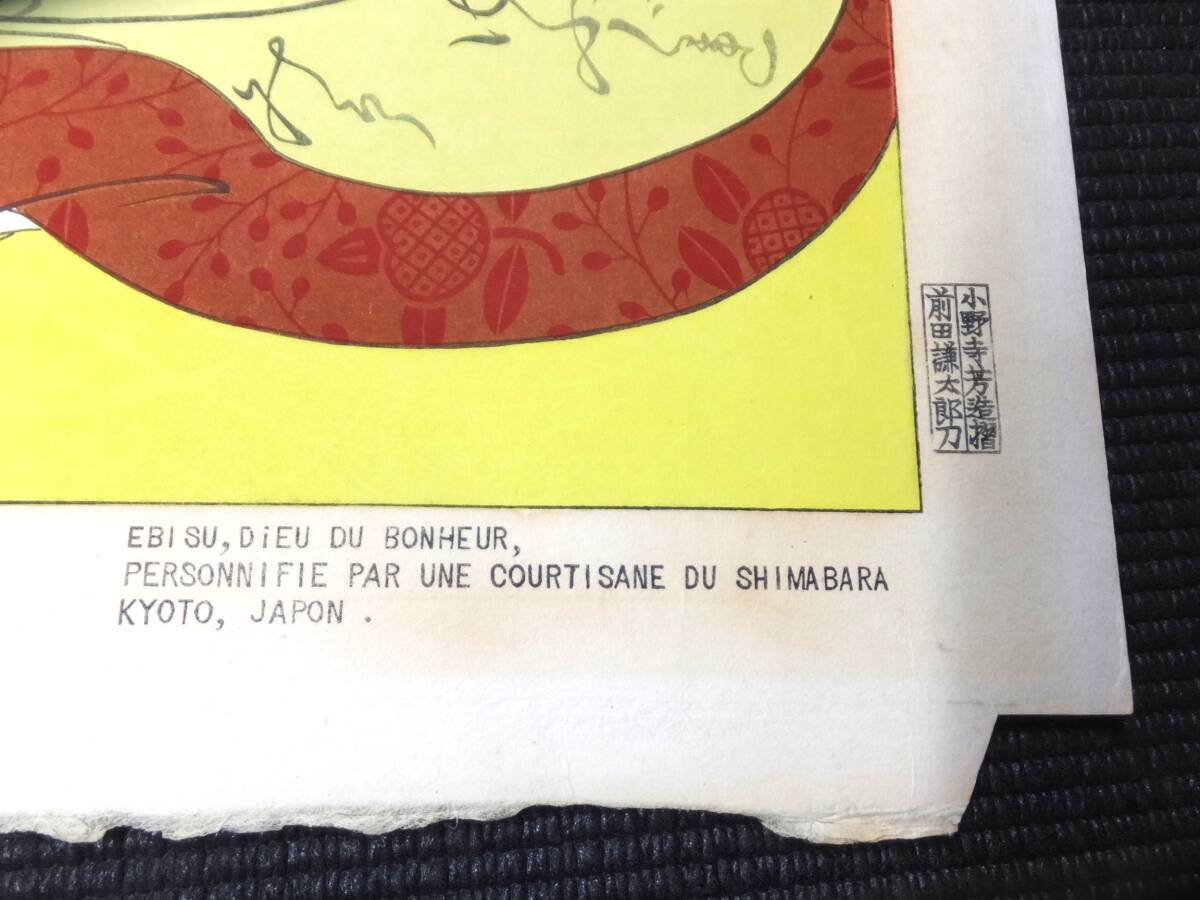 小野寺芳造摺
前田謙太郎刀
EBISU, DiEU DU BONHEUR,
PERSONNIFIE PAR UNE COURTISANE DU SHIMABARA
KYOTO, JAPON .